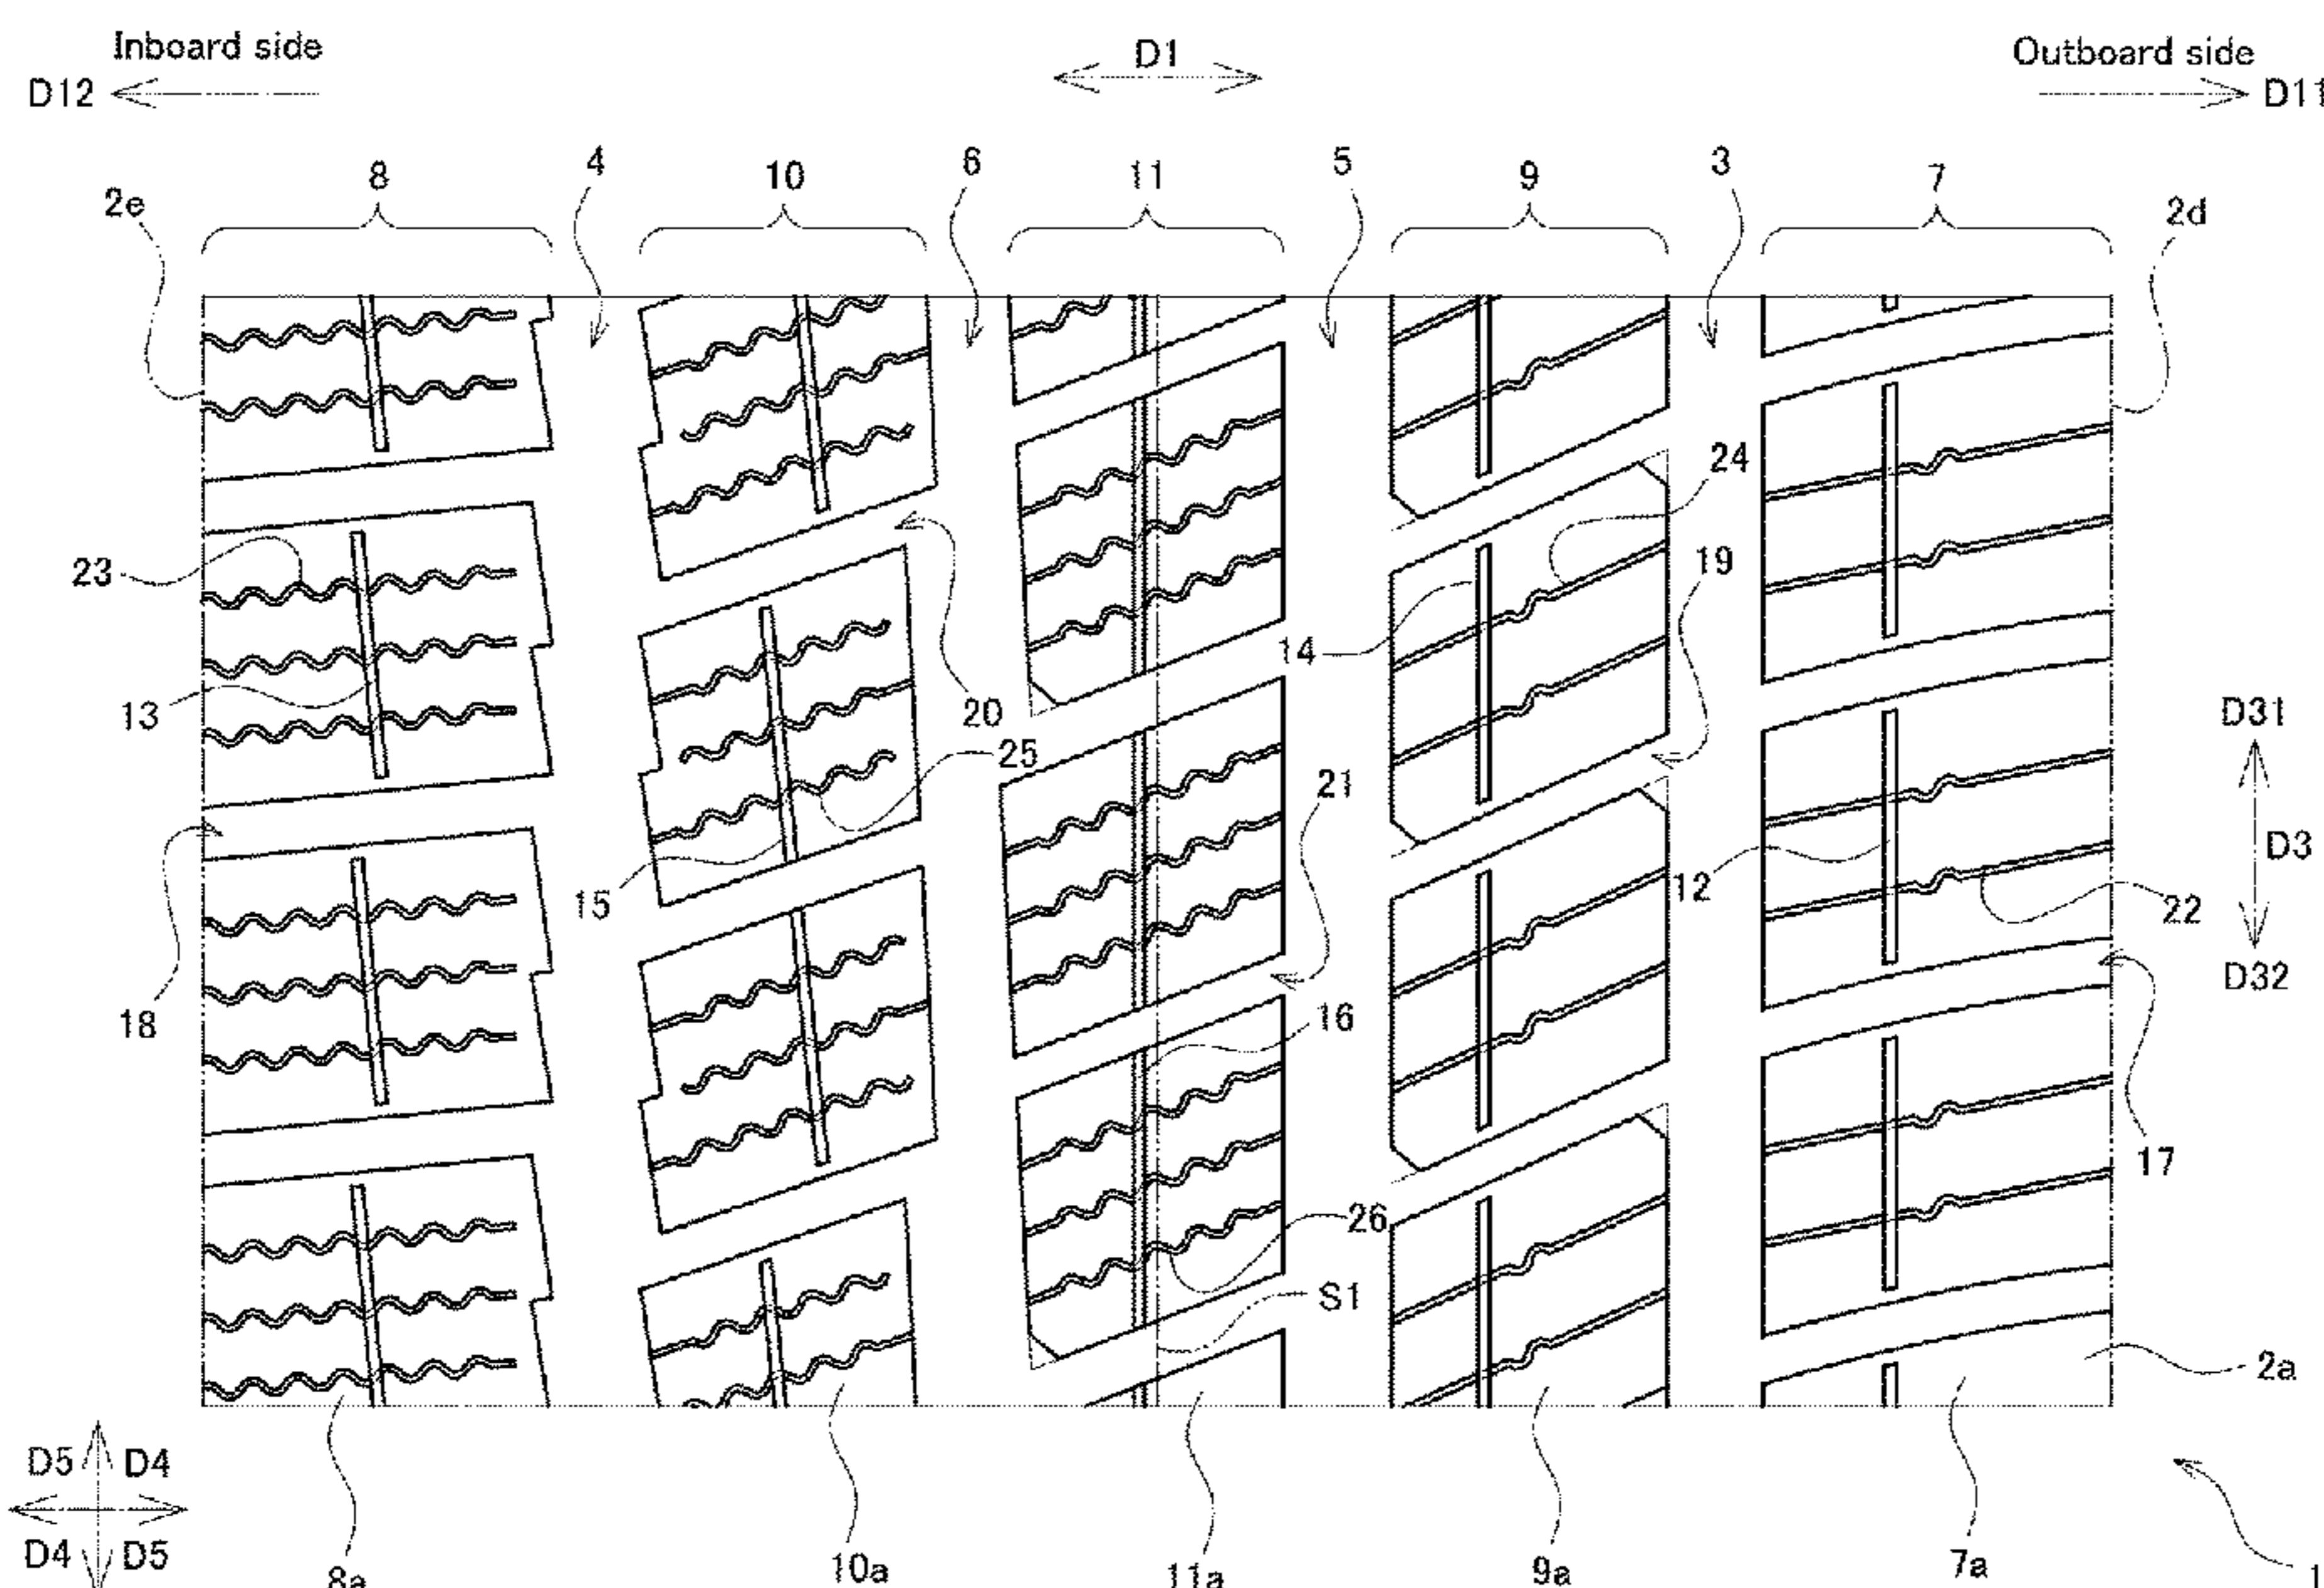 Inboard side
D12
D1
Outboard side
D11
8
4
10
6
11
5
9
3
7
2e
2d
24
23
19
14
13
20
25
D31
21
D3
12
15
22
D32
18
16
17
26
S1
2a
D5 D4
D4 D5
8a
10a
11a
9a
7a
1